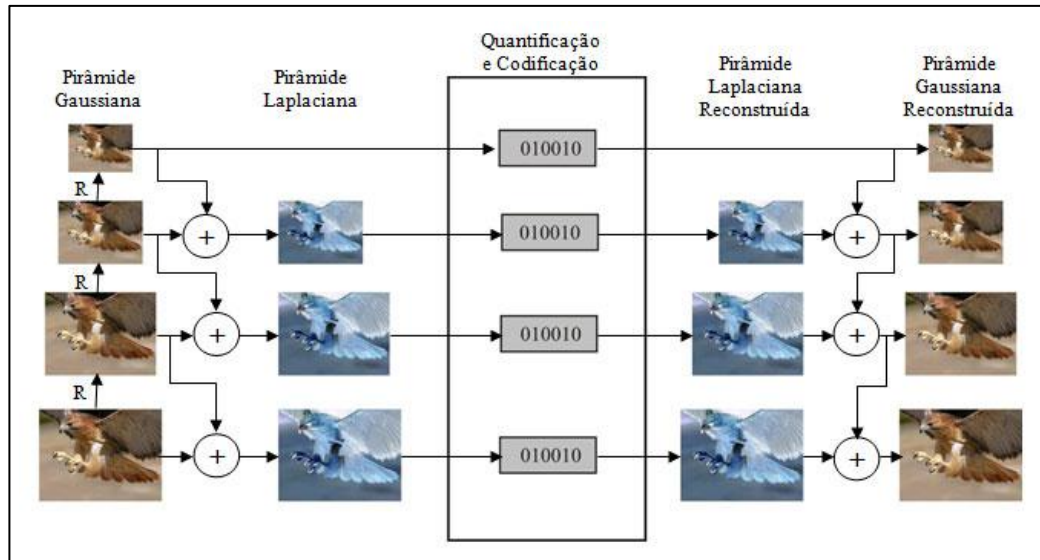 Quantificação
e Codificação
Pirâmide
Gaussiana
Pirâmide
Laplaciana
Pirâmide
Laplaciana
Reconstruída
Pirâmide
Gaussiana
Reconstruída
010010
R
+
010010
+
R
+
010010
+
R
+
010010
+